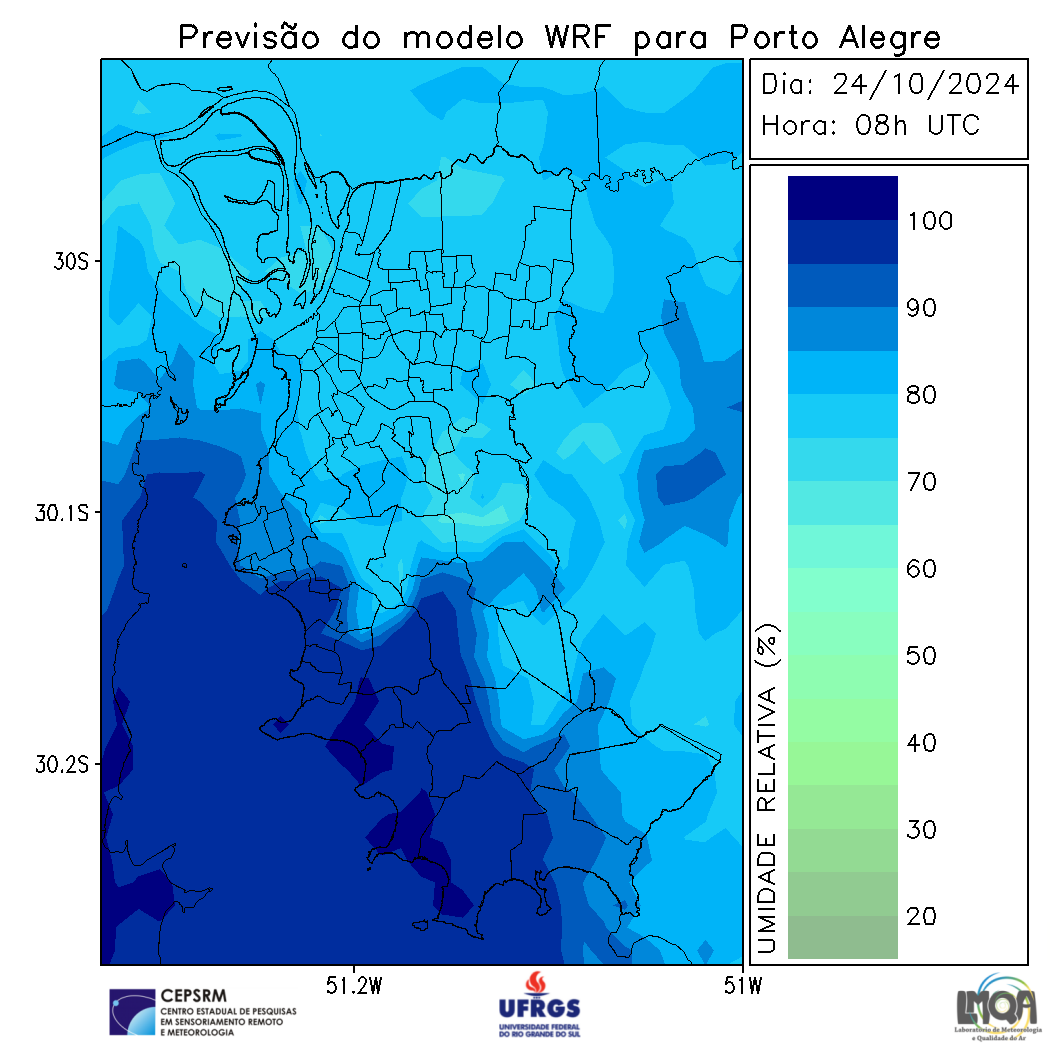 Previsão do modelo WRF para Porto Alegre
Dia: 24/10/2024
Hora: 08h UTC
30S
30.1S
30.2S
51.2W
51W
UMIDADE RELATIVA (%)
100
90
80
70
60
50
40
30
20
CEPSRM
CENTRO ESTADUAL DE PESQUISAS
EM SENSORIAMENTO REMOTO
E METEOROLOGIA
UFRGS
UNIVERSIDADE FEDERAL
DO RIO GRANDE DO SUL
LMQA
Laboratório de Meteorologia
e Qualidade do Ar